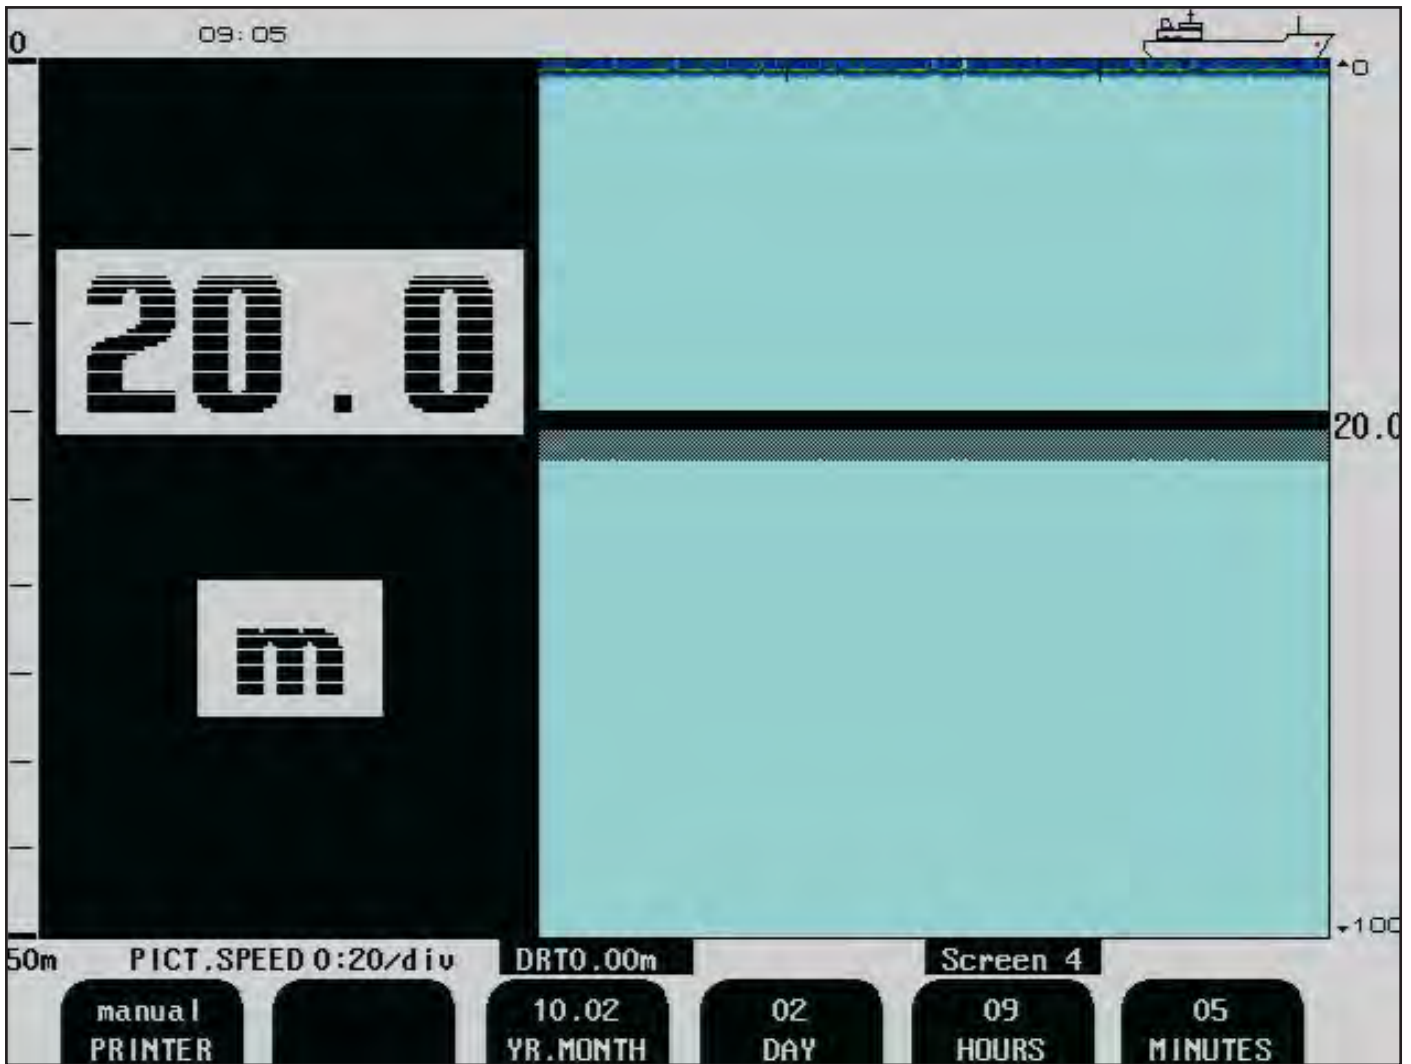 0
09:05
0
20.0
20.0
m
100
50m PICT.SPEED 0:20/div DRT0.00m Screen 4
manual
PRINTER
10.02
YR.MONTH
02
DAY
09
HOURS
05
MINUTES